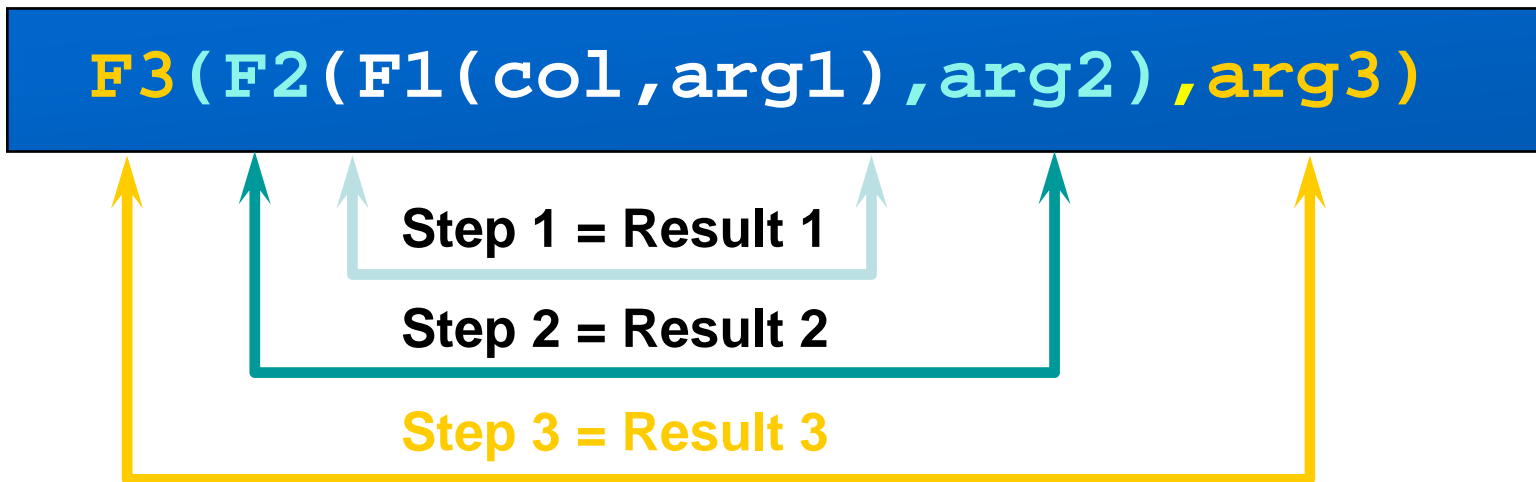 F3(F2(F1(col,arg1),arg2),arg3)
Step 1 = Result 1
Step 2 = Result 2
Step 3 = Result 3